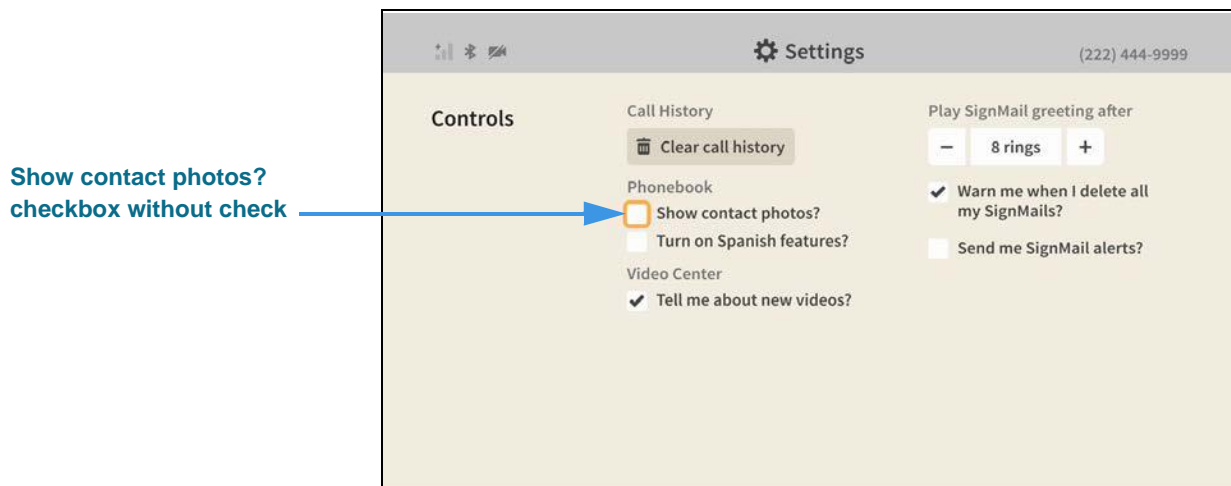 Settings
(222) 444-9999
Controls
Call History
Clear call history
Phonebook
Show contact photos?
Turn on Spanish features?
Video Center
Tell me about new videos?
Play SignMail greeting after
− 8 rings +
Warn me when I delete all
my SignMails?
Send me SignMail alerts?
Show contact photos?
checkbox without check